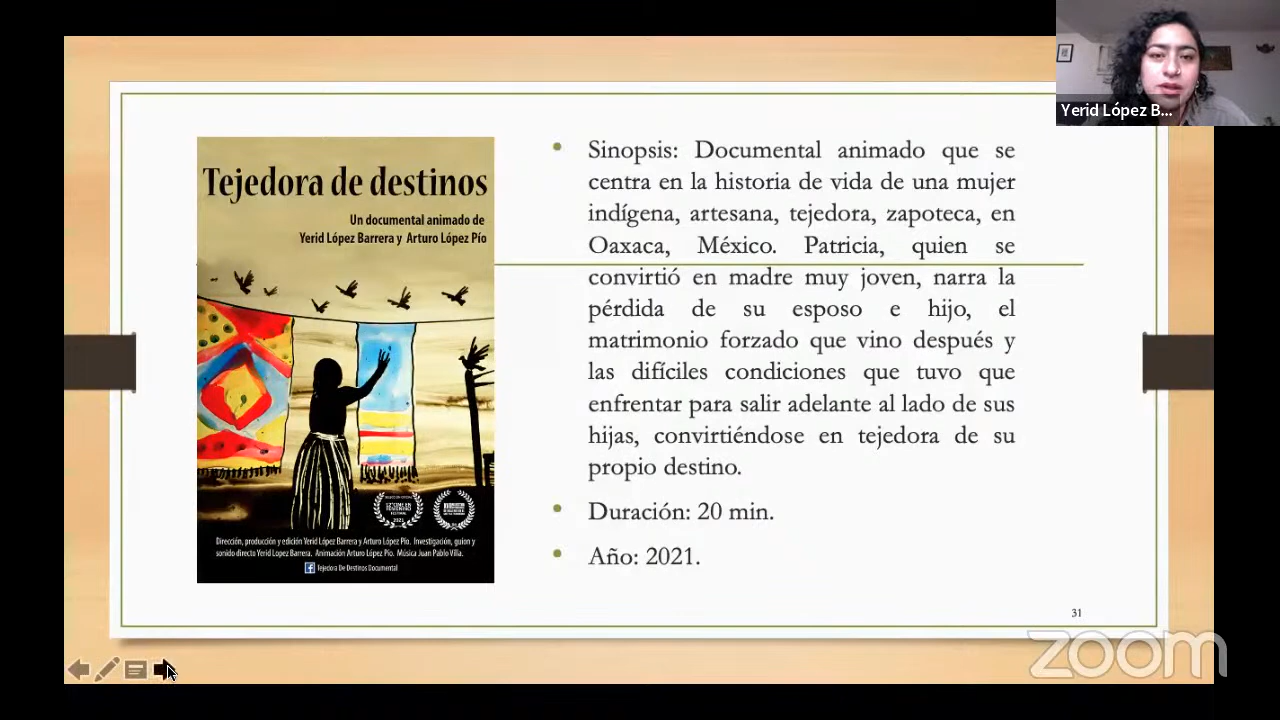 Yerid López B...
Tejedora de destinos
Un documental animado de
Yerid López Barrera y Arturo López Pío
Dirección, producción y edición Yerid López Barrera y Arturo López Pío. Investigación, guion y
sonido directo Yerid Lopez Barrera. Animación Arturo López Pío. Música Juan Pablo Villa.
Tejedora De Destinos Documental
Sinopsis: Documental animado que se
centra en la historia de vida de una mujer
indígena, artesana, tejedora, zapoteca, en
Oaxaca, México. Patricia, quien se
convirtió en madre muy joven, narra la
pérdida de su esposo e hijo, el
matrimonio forzado que vino después y
las difíciles condiciones que tuvo que
enfrentar para salir adelante al lado de sus
hijas, convirtiéndose en tejedora de su
propio destino.
Duración: 20 min.
Año: 2021.
31
zoom